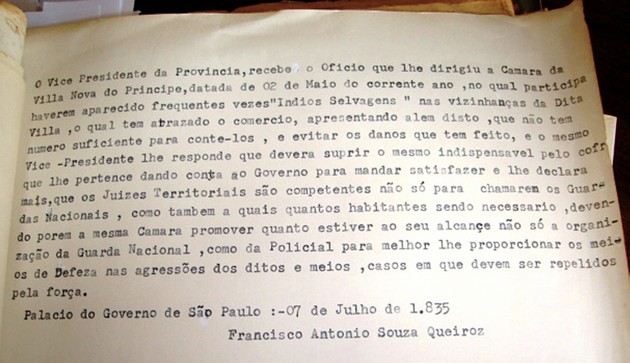 O Vice Presidente da Provincia,recebe o Oficio que lhe dirigiu a Camara da
Villa Nova do Principe,datada de 02 de Maio do corrente ano ,no qual participa
haverem aparecido frequentes vezes"Indios Selvagens " nas vizinhanças da Dita
Villa ,o qual tem abrazado o comercio, apresentando alem disto ,que não tem
numero suficiente para conte-los , e evitar os danos que tem feito, e o mesmo
Vice -Presidente lhe responde que devera suprir o mesmo indispensavel pelo cofr
que lhe pertence dando conta ao Governo para mandar satisfazer e lhe declara
mais,que os Juizes Territoriais são competentes não só para chamarem os Guar-
das Nacionais , como tambem a quais quantos habitantes sendo necessario ,deven-
do porem a mesma Camara promover quanto estiver ao seu alcançe não só a organi-
zação da Guarda Nacional ,como da Policial para melhor lhe proporcionar os mei-
os de Defeza nas agressões dos ditos e meios ,casos em que devem ser repelidos
pela força.
Palacio do Governo de São Paulo :-07 de Julho de 1.835
Francisco Antonio Souza Queiroz